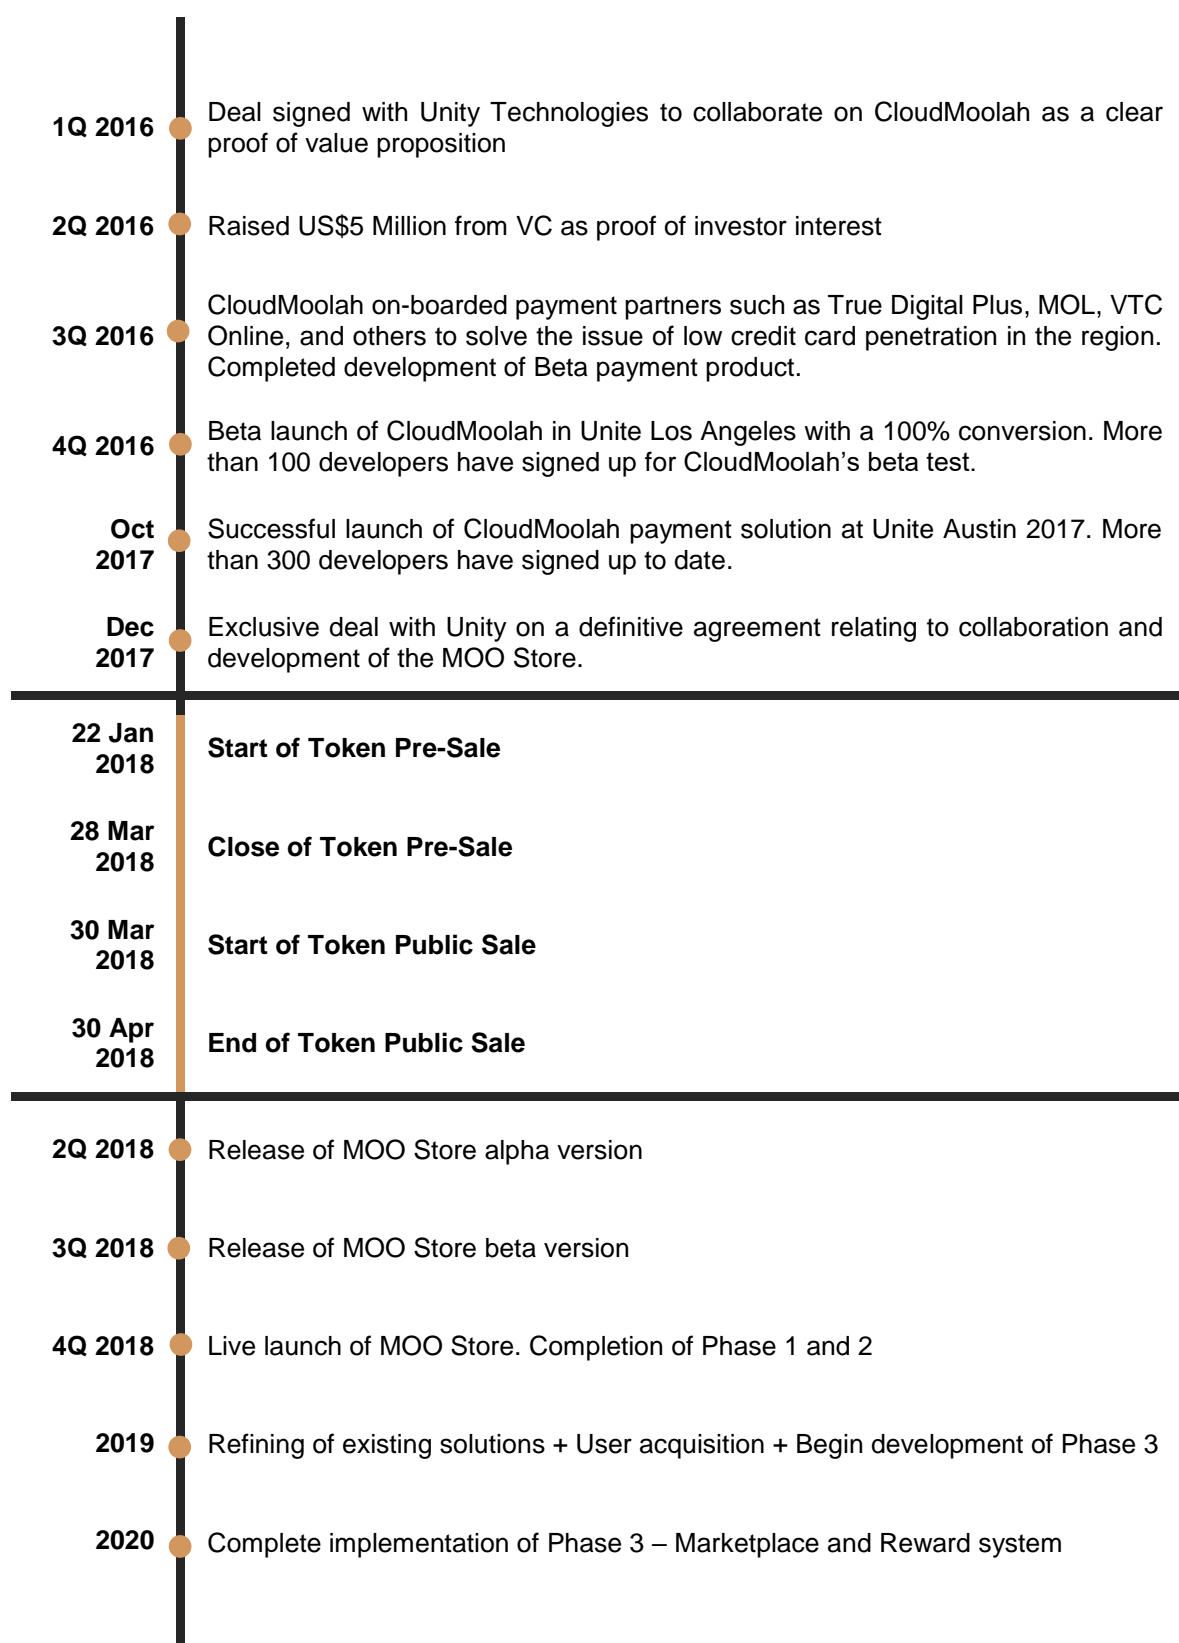 1Q 2016
Deal signed with Unity Technologies to collaborate on CloudMoolah as a clear
proof of value proposition
2Q 2016
Raised US$5 Million from VC as proof of investor interest
3Q 2016
CloudMoolah on-boarded payment partners such as True Digital Plus, MOL, VTC
Online, and others to solve the issue of low credit card penetration in the region.
Completed development of Beta payment product.
4Q 2016
Beta launch of CloudMoolah in Unite Los Angeles with a 100% conversion. More
than 100 developers have signed up for CloudMoolah’s beta test.
Oct
2017
Successful launch of CloudMoolah payment solution at Unite Austin 2017. More
than 300 developers have signed up to date.
Dec
2017
Exclusive deal with Unity on a definitive agreement relating to collaboration and
development of the MOO Store.
22 Jan
2018
Start of Token Pre-Sale
28 Mar
2018
Close of Token Pre-Sale
30 Mar
2018
Start of Token Public Sale
30 Apr
2018
End of Token Public Sale
2Q 2018
Release of MOO Store alpha version
3Q 2018
Release of MOO Store beta version
4Q 2018
Live launch of MOO Store. Completion of Phase 1 and 2
2019
Refining of existing solutions + User acquisition + Begin development of Phase 3
2020
Complete implementation of Phase 3 – Marketplace and Reward system